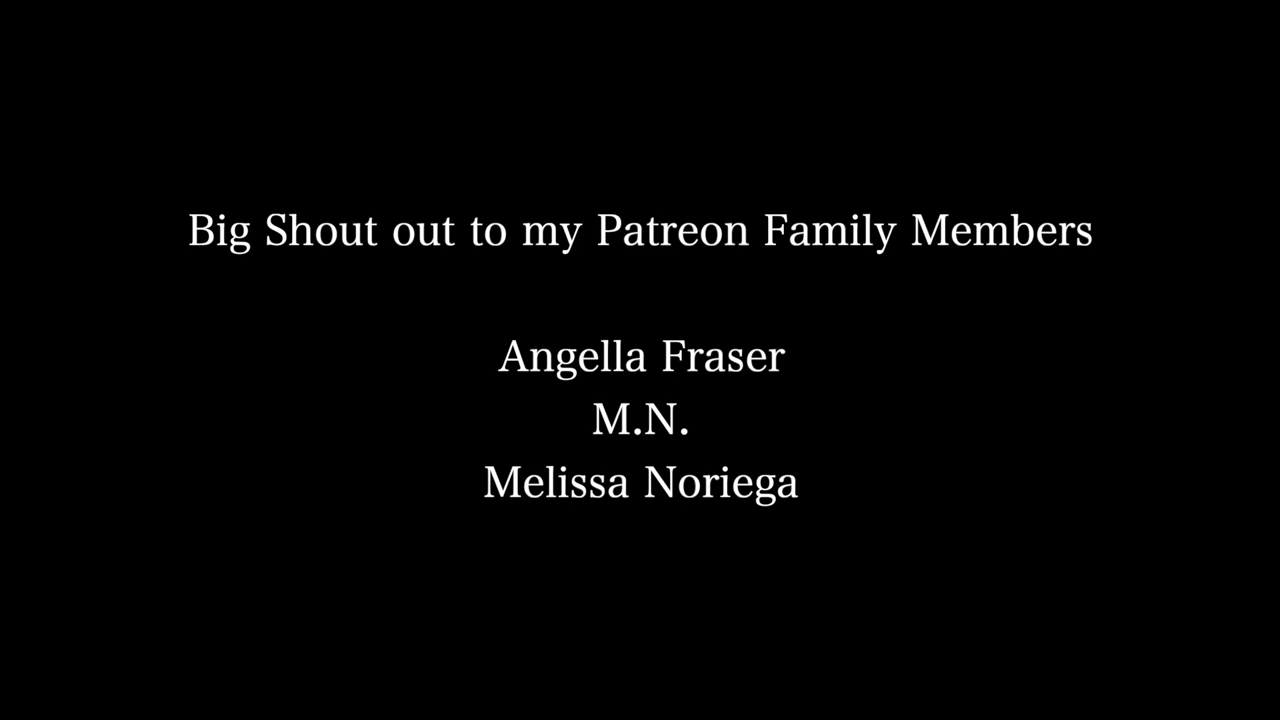 Big Shout out to my Patreon Family Members
Angella Fraser
M.N.
Melissa Noriega